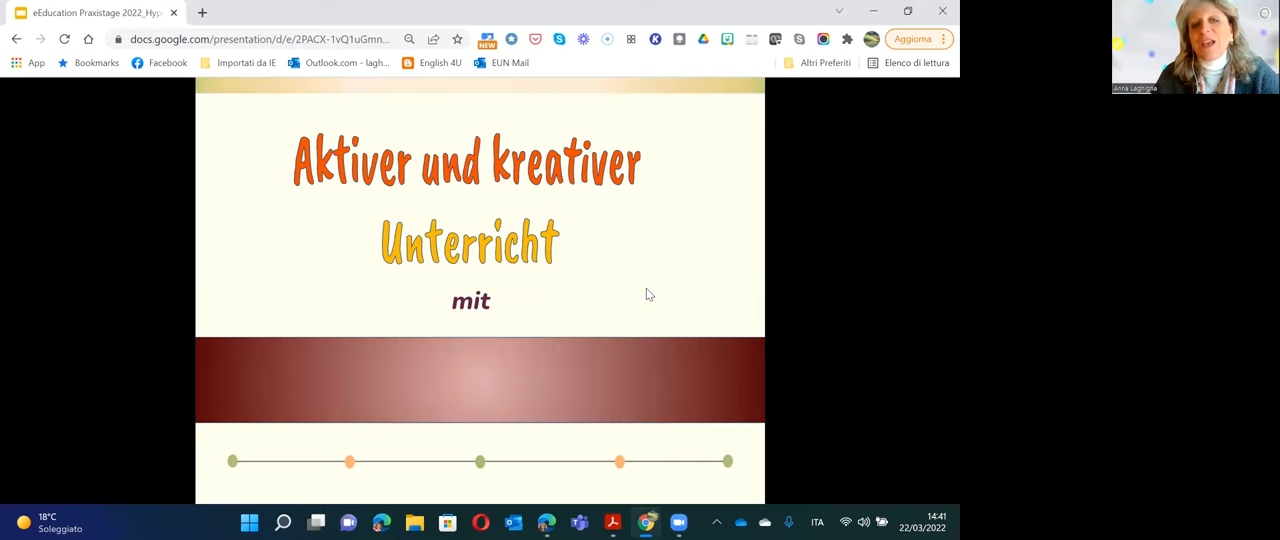 eEducation Praxistage 2022_Hype
docs.google.com/presentation/d/e/2PACX-1vQ1uGmn...
NEW
Aggiorna
App
Bookmarks
Facebook
Importati da IE
Outlook.com - lagh...
English 4U
EUN Mail
Altri Preferiti
Elenco di lettura
Anna Laghigna
Aktiver und kreativer
Unterricht
mit
18°C
Soleggiato
ITA
14:41
22/03/2022